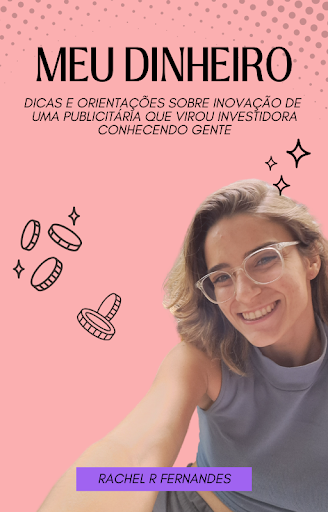 MEU DINHEIRO
DICAS E ORIENTAÇÕES SOBRE INOVAÇÃO DE
UMA PUBLICITÁRIA QUE VIROU INVESTIDORA
CONHECENDO GENTE
RACHEL R FERNANDES